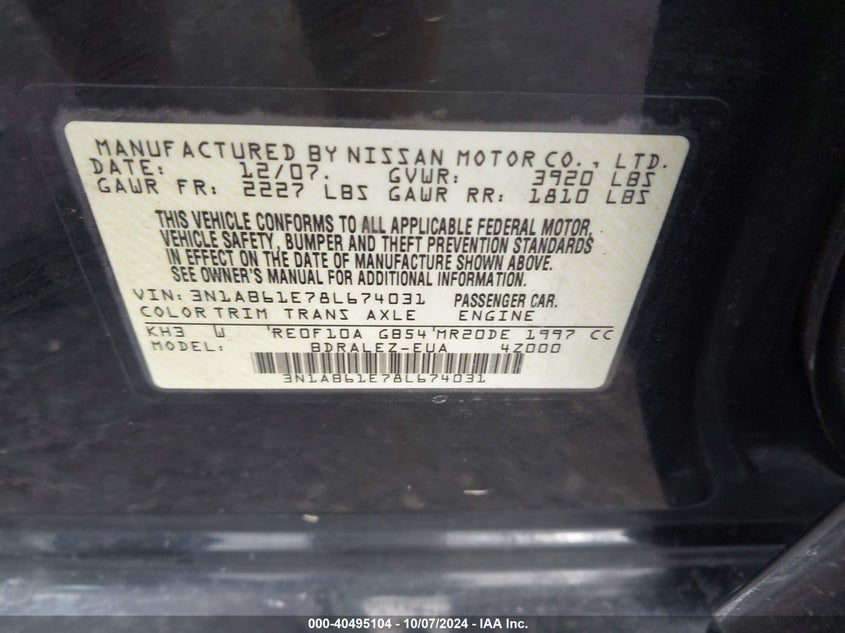 MANUFACTURED BY NISSAN MOTOR CO., LTD.
DATE: 12/07. GVWR: 3920 LBS
GAWR FR: 2227 LBS GAWR RR: 1810 LBS
THIS VEHICLE CONFORMS TO ALL APPLICABLE FEDERAL MOTOR,
VEHICLE SAFETY, BUMPER AND THEFT PREVENTION STANDARDS
IN EFFECT ON THE DATE OF MANUFACTURE SHOWN ABOVE.
SEE OWNER'S MANUAL FOR ADDITIONAL INFORMATION.
VIN: 3N1AB61E78L674031 PASSENGER CAR.
COLOR TRIM TRANS AXLE ENGINE
KH3 W 'RE0F10A GB54'MR20DE 1997 CC
MODEL: BDRALEZ-EUA 4Z000
3N1AB61E78L674031
000-40495104 - 10/07/2024 - IAA Inc.